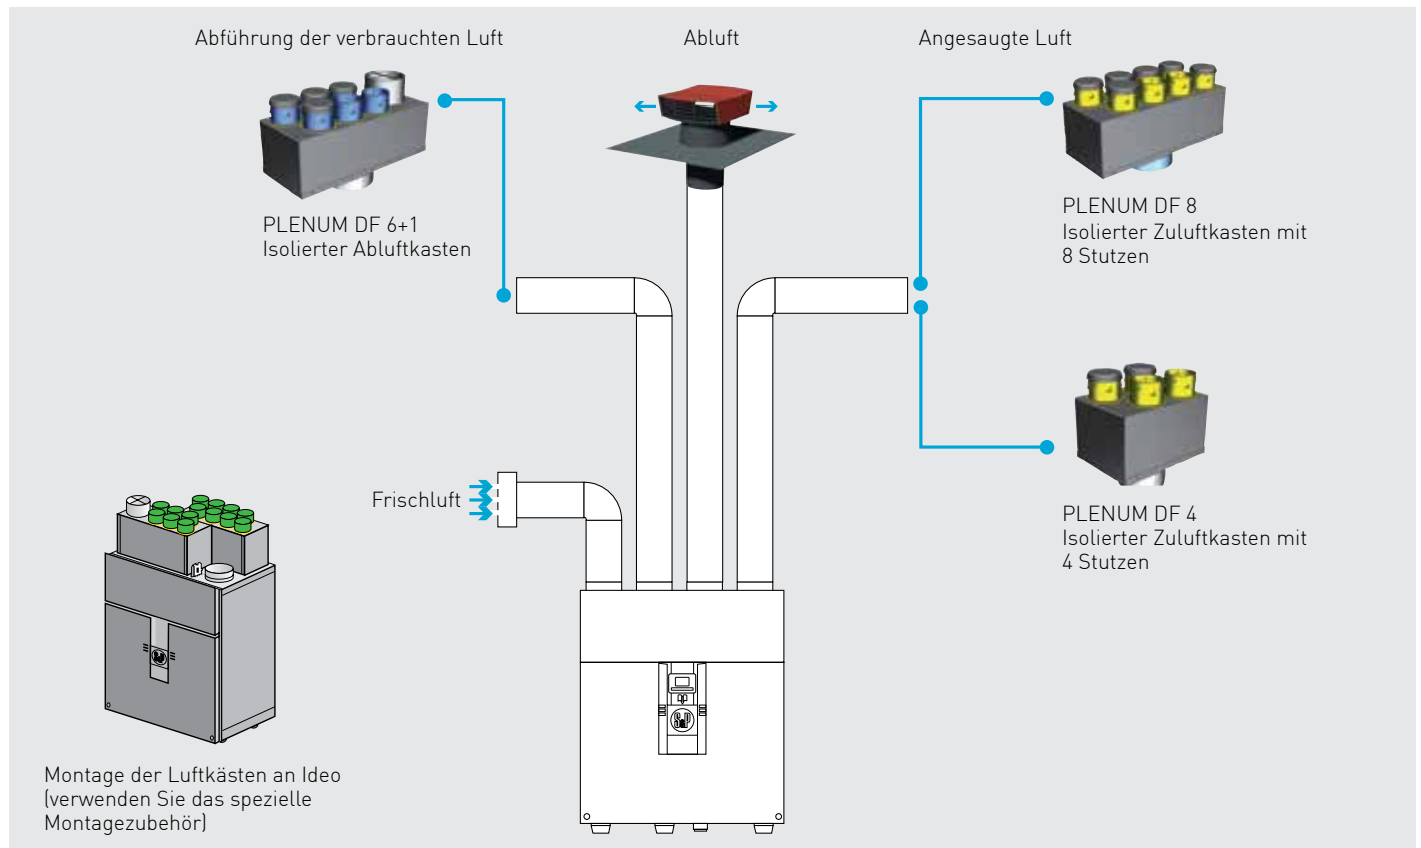 Abführung der verbrauchten Luft
Abluft
Angesaugte Luft
PLENUM DF 6+1
Isolierter Abluftkasten
PLENUM DF 8
Isolierter Zuluftkasten mit
8 Stutzen
Frischluft
PLENUM DF 4
Isolierter Zuluftkasten mit
4 Stutzen
S&P
Montage der Luftkästen an Ideo
(verwenden Sie das spezielle
Montagezubehör)